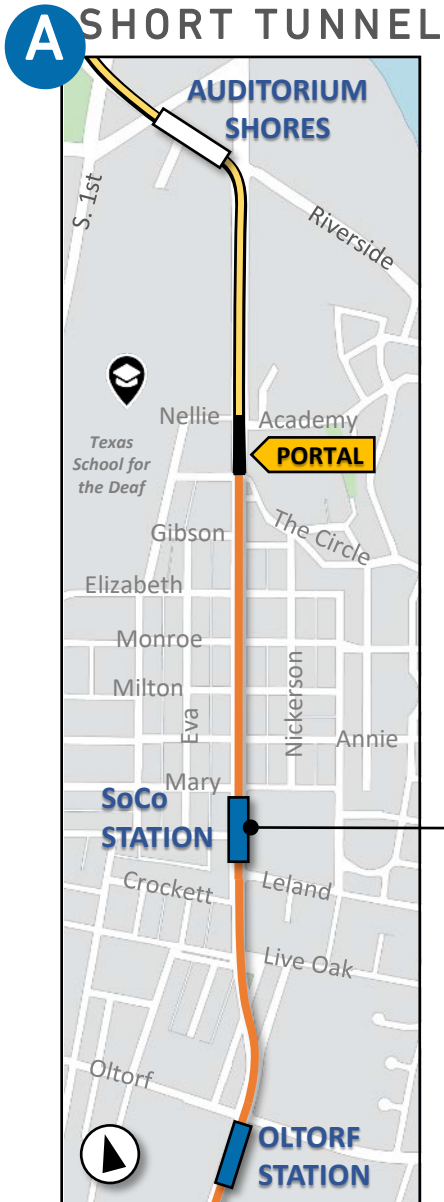 A SHORT TUNNEL
AUDITORIUM
SHORES
S. 1st
Riverside
Nellie
Academy
Texas
School for
the Deaf
PORTAL
Gibson
The Circle
Elizabeth
Monroe
Nickerson
Milton
Eva
Annie
Mary
SoCo
STATION
Crockett
Leland
Live Oak
Oltorf
OLTORF
STATION